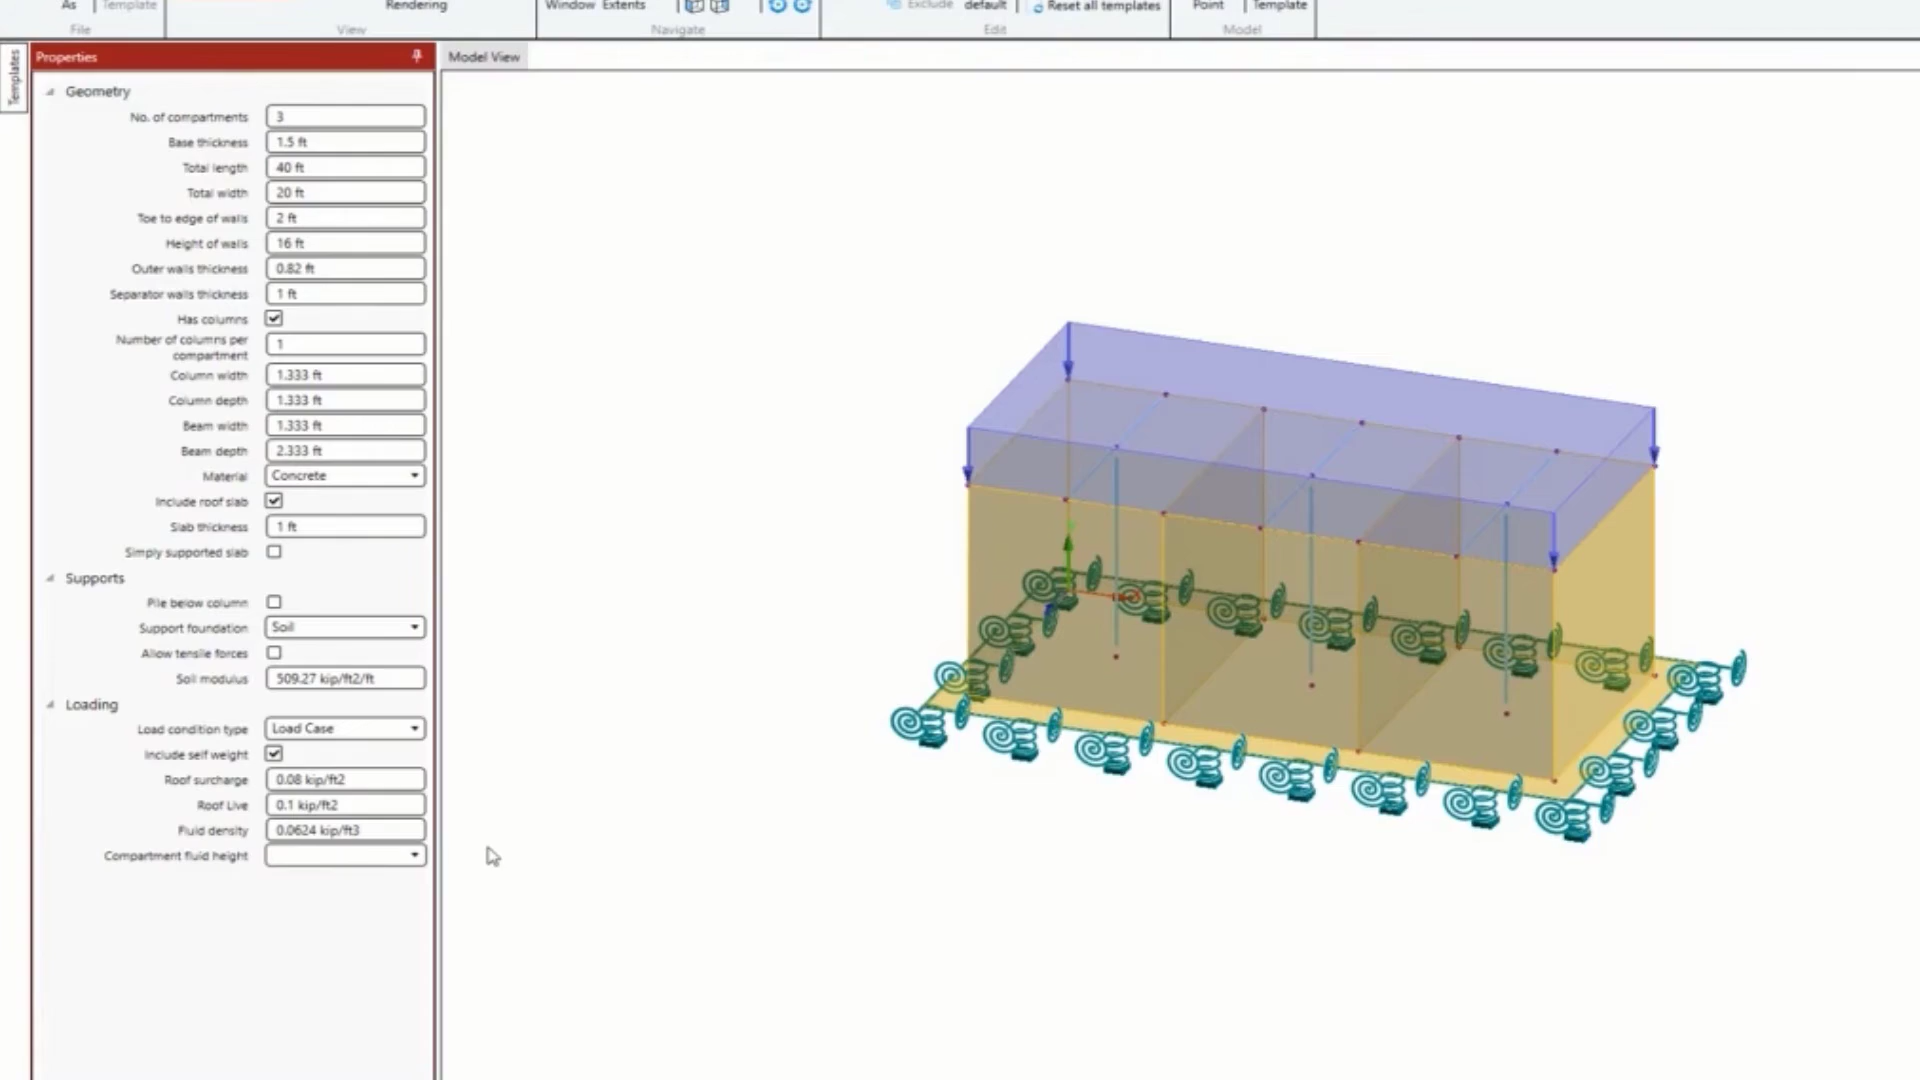 As
Template
Rendering
Window Extents
Exclude
default
Reset all templates
Point
Template
File
View
Navigate
Edit
Model
Templates
Properties
Model View
Geometry
No. of compartments 3
Base thickness 1.5 ft
Total length 40 ft
Total width 20 ft
Toe to edge of walls 2 ft
Height of walls 16 ft
Outer walls thickness 0.82 ft
Separator walls thickness 1 ft
Has columns
Number of columns per
compartment 1
Column width 1.333 ft
Column depth 1.333 ft
Beam width 1.333 ft
Beam depth 2.333 ft
Material Concrete
Include roof slab
Slab thickness 1 ft
Simply supported slab
Supports
Pile below column
Support foundation Soil
Allow tensile forces
Soil modulus 509.27 kip/ft2/ft
Loading
Load condition type Load Case
Include self weight
Roof surcharge 0.08 kip/ft2
Roof Live 0.1 kip/ft2
Fluid density 0.0624 kip/ft3
Compartment fluid height